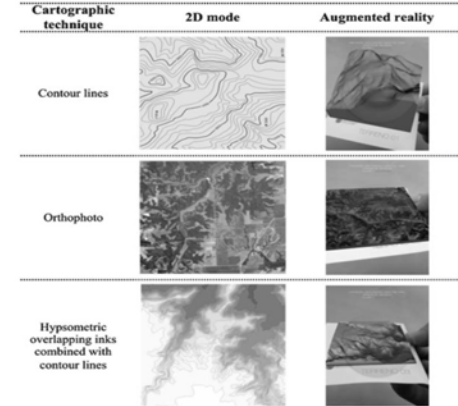 Cartographic
technique
2D mode
Augmented reality
Contour lines
Orthophoto
Hypsometric
overlapping inks
combined with
contour lines